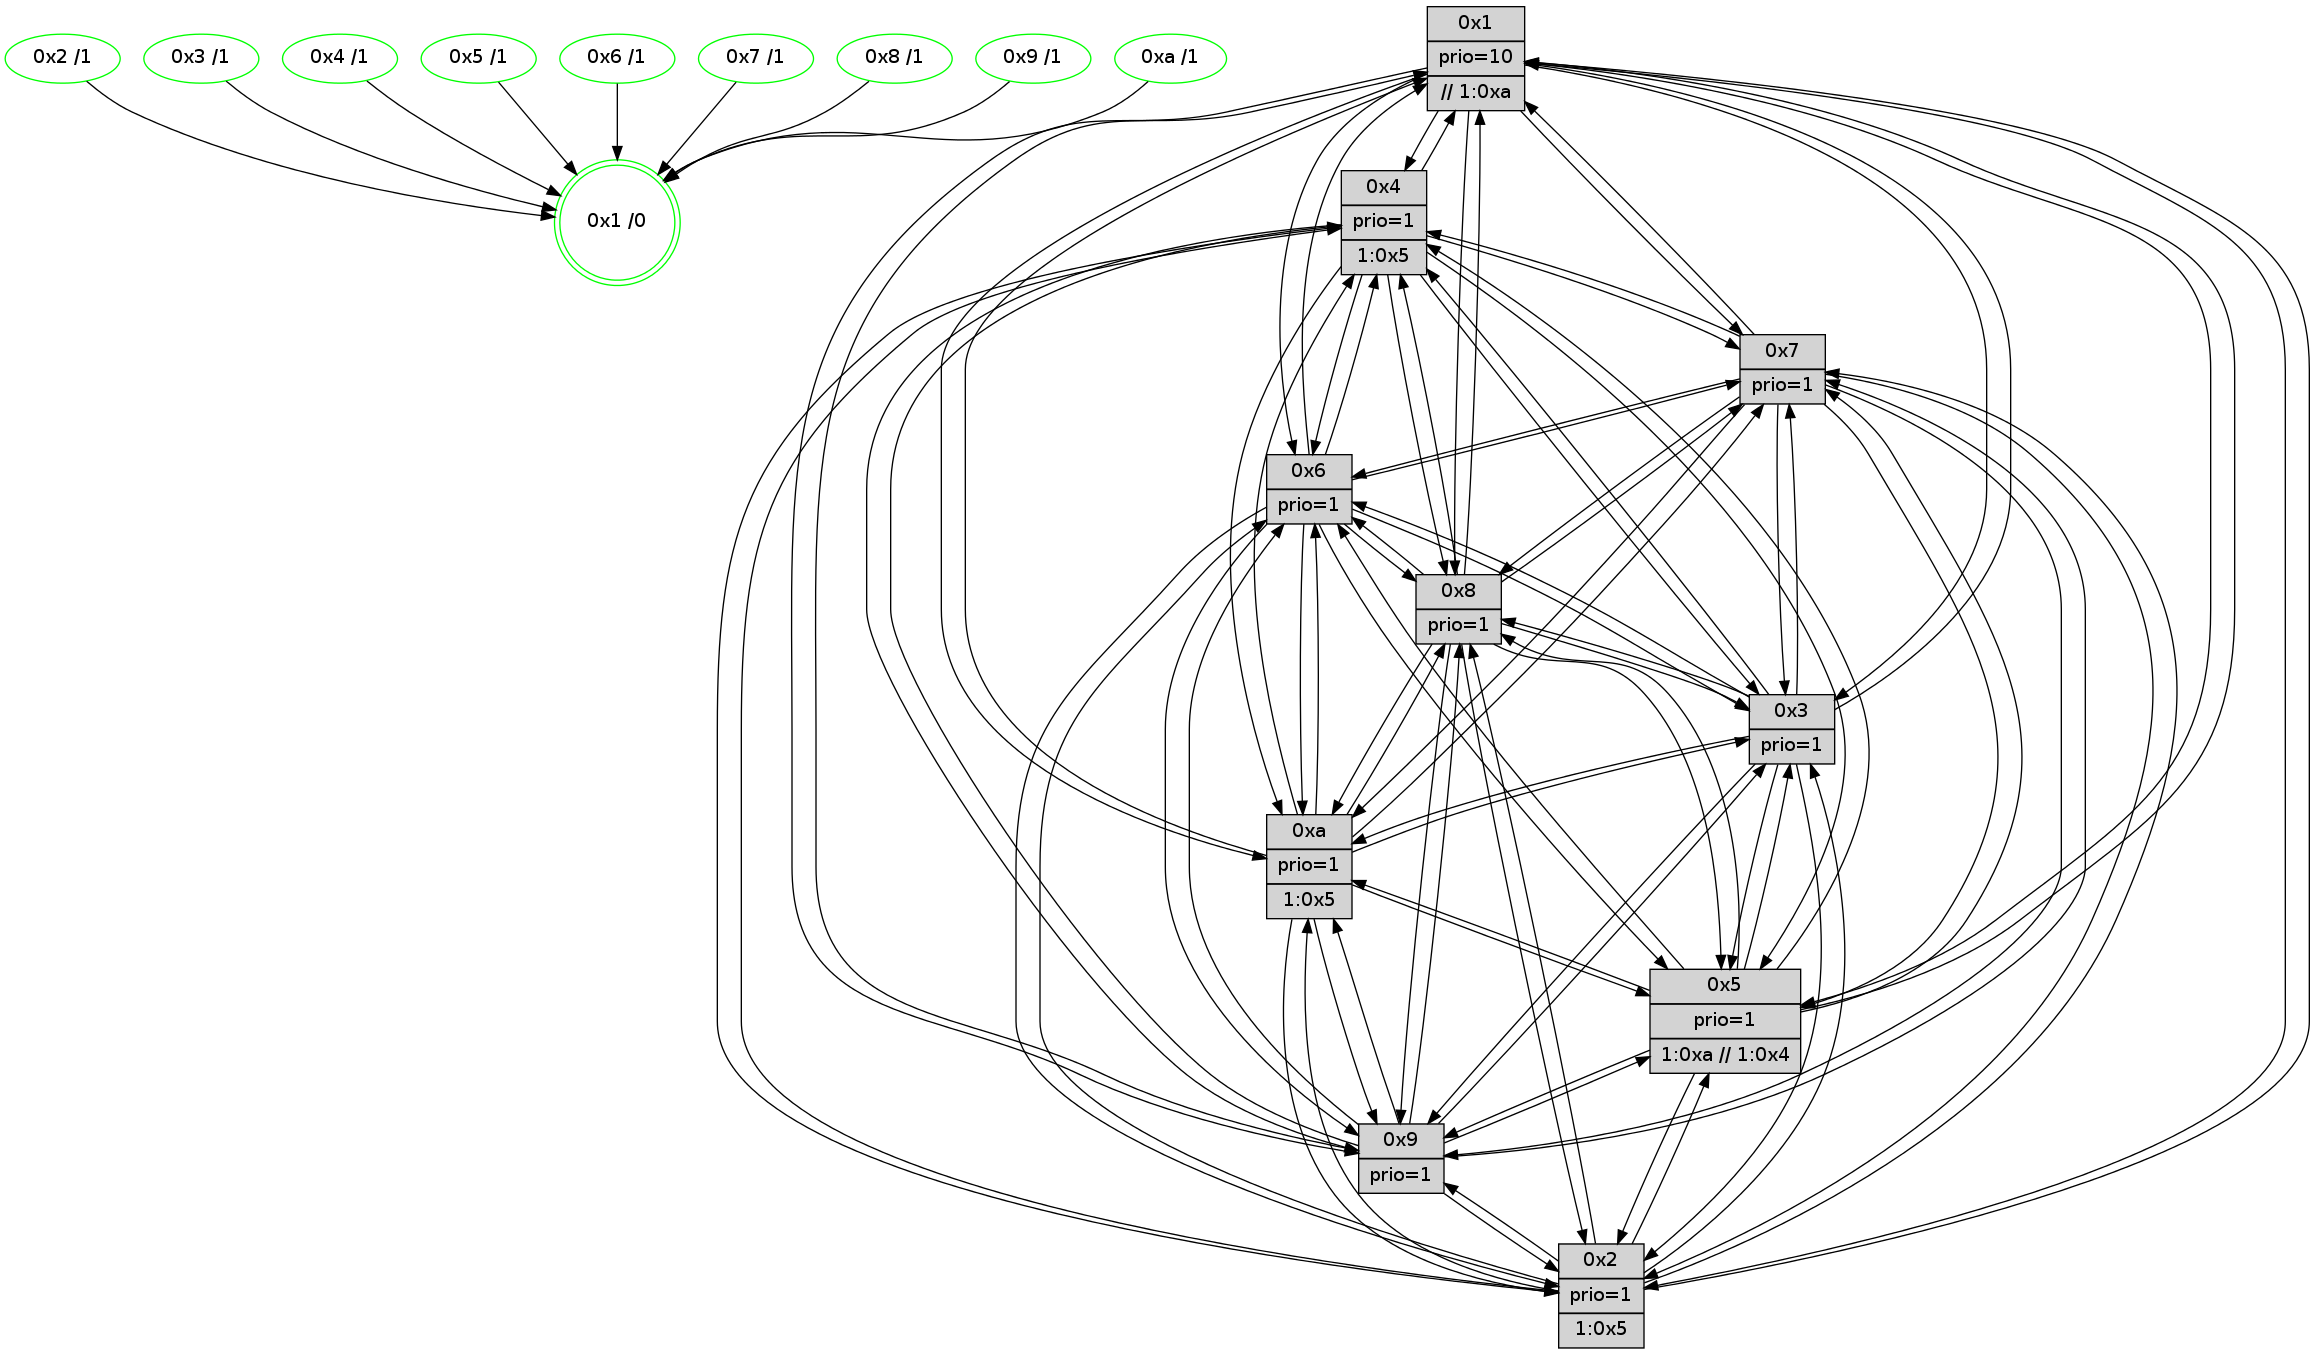 0x2 /1
0x3 /1
0x4 /1
0x5 /1
0x6 /1
0x7 /1
0x8 /1
0x9 /1
0xa /1
0x1 /0
0x1
prio=10
// 1:0xa
0x4
prio=1
1:0x5
0x7
prio=1
0x6
prio=1
0x8
prio=1
0x3
prio=1
0xa
prio=1
1:0x5
0x5
prio=1
1:0xa // 1:0x4
0x9
prio=1
0x2
prio=1
1:0x5